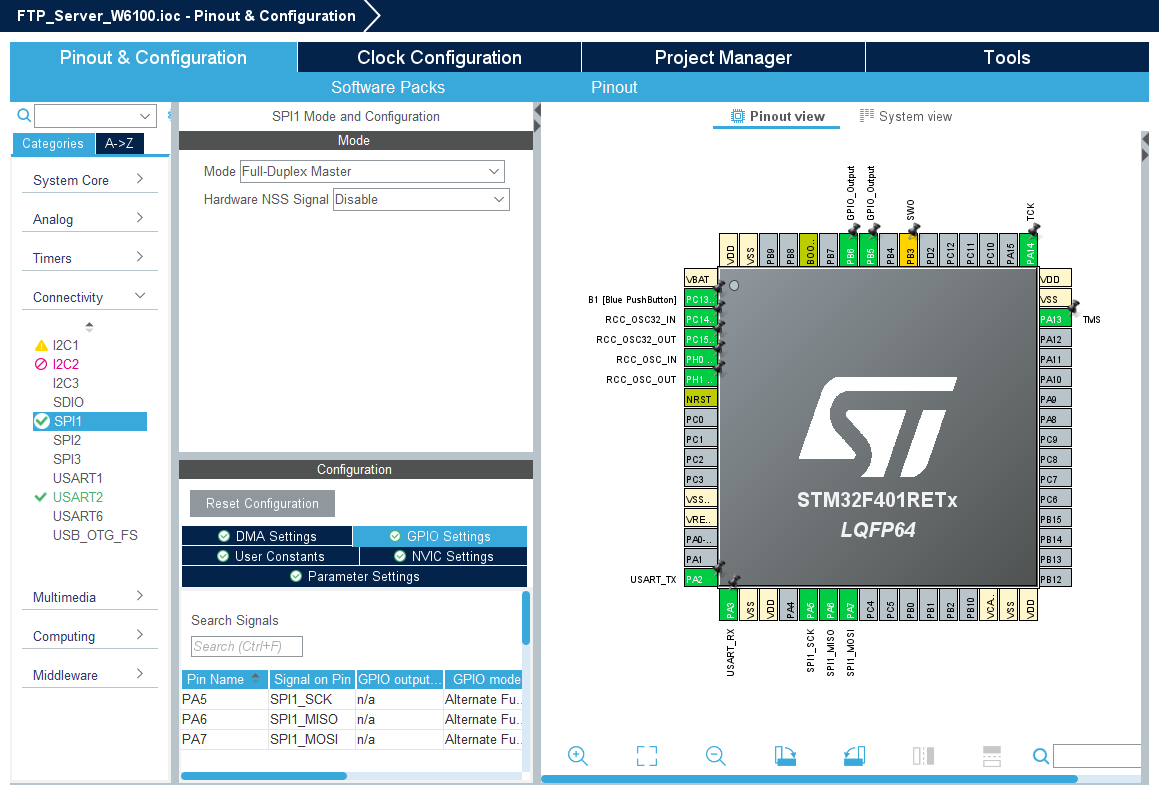 FTP_Server_W6100.ioc - Pinout & Configuration
Pinout & Configuration
Clock Configuration
Project Manager
Tools
Software Packs
Pinout
Categories
A->Z
System Core
Analog
Timers
Connectivity
I2C1
I2C2
I2C3
SDIO
SPI1
SPI2
SPI3
USART1
USART2
USART6
USB_OTG_FS
Multimedia
Computing
Middleware
SPI1 Mode and Configuration
Mode
Mode Full-Duplex Master
Hardware NSS Signal Disable
Configuration
Reset Configuration
DMA Settings
GPIO Settings
User Constants
NVIC Settings
Parameter Settings
Search Signals
Search (Ctrl+F)
Pin Name Signal on Pin GPIO output... GPIO mode
PA5 SPI1_SCK n/a Alternate Fu...
PA6 SPI1_MISO n/a Alternate Fu...
PA7 SPI1_MOSI n/a Alternate Fu...
Pinout view
System view
GPIO_Output
GPIO_Output
SWO
TCK
VDD
VSS
PB9
PB8
BOO..
PB7
PB6
PB5
PB4
PB3
PD2
PC12
PC11
PC10
PA15
PA14
VBAT
B1 [Blue PushButton] PC13..
RCC_OSC32_IN PC14..
RCC_OSC32_OUT PC15..
RCC_OSC_IN PH0 ..
RCC_OSC_OUT PH1 ..
NRST
PC0
PC1
PC2
PC3
VSS..
VRE..
PA0-..
PA1
USART_TX PA2
VDD
VSS
PA13 TMS
PA12
PA11
PA10
PA9
PA8
PC9
PC8
PC7
PC6
PB15
PB14
PB13
PB12
ST
STM32F401RETx
LQFP64
PA3
VSS
VDD
PA4
PA5
PA6
PA7
PC4
PC5
PB0
PB1
PB2
PB10
VCA..
VSS
VDD
USART_RX
SPI1_SCK
SPI1_MISO
SPI1_MOSI